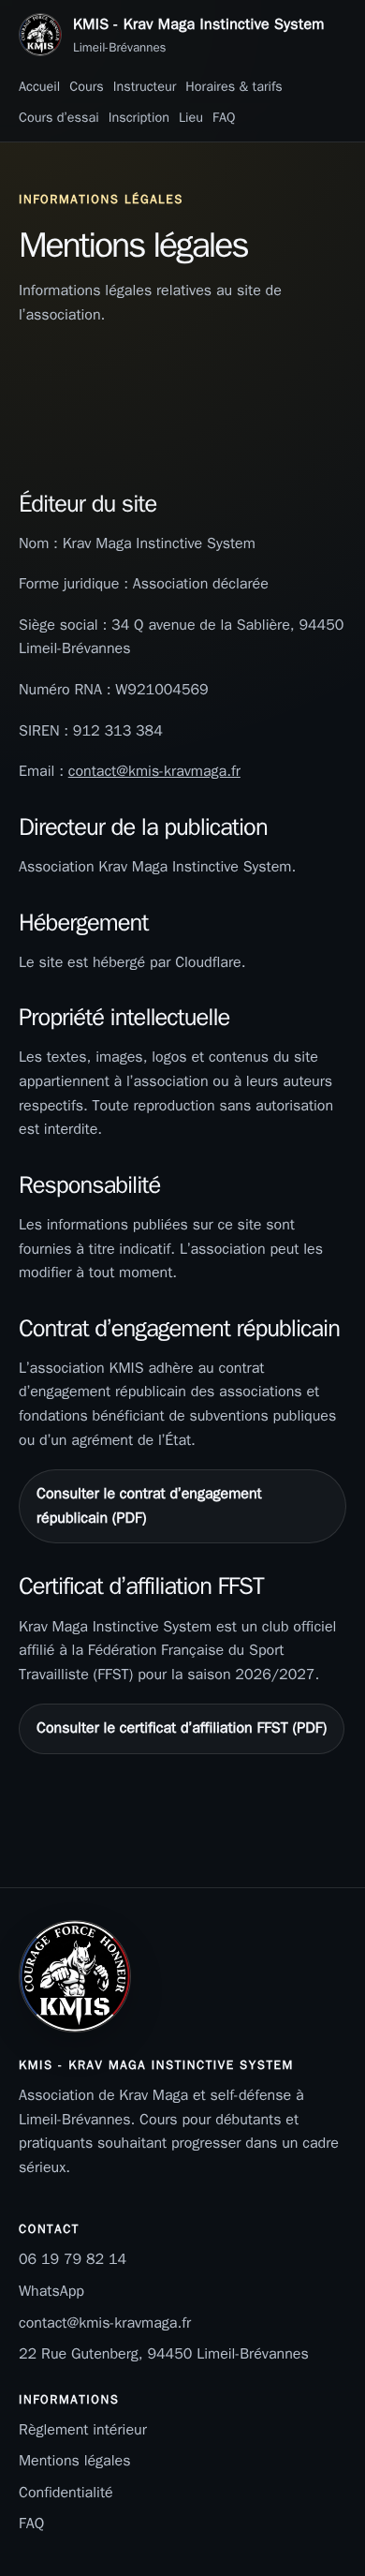 COURAGE FORCE HONNEUR
KMIS
KMIS - Krav Maga Instinctive System
Limeil-Brévannes
Accueil Cours Instructeur Horaires & tarifs
Cours d'essai Inscription Lieu FAQ
INFORMATIONS LÉGALES
Mentions légales
Informations légales relatives au site de
l'association.
Éditeur du site
Nom : Krav Maga Instinctive System
Forme juridique : Association déclarée
Siège social : 34 Q avenue de la Sablière, 94450
Limeil-Brévannes
Numéro RNA : W921004569
SIREN : 912 313 384
Email : contact@kmis-kravmaga.fr
Directeur de la publication
Association Krav Maga Instinctive System.
Hébergement
Le site est hébergé par Cloudflare.
Propriété intellectuelle
Les textes, images, logos et contenus du site
appartiennent à l'association ou à leurs auteurs
respectifs. Toute reproduction sans autorisation
est interdite.
Responsabilité
Les informations publiées sur ce site sont
fournies à titre indicatif. L'association peut les
modifier à tout moment.
Contrat d'engagement républicain
L'association KMIS adhère au contrat
d'engagement républicain des associations et
fondations bénéficiant de subventions publiques
ou d'un agrément de l'État.
Consulter le contrat d'engagement
républicain (PDF)
Certificat d'affiliation FFST
Krav Maga Instinctive System est un club officiel
affilié à la Fédération Française du Sport
Travailliste (FFST) pour la saison 2026/2027.
Consulter le certificat d'affiliation FFST (PDF)
COURAGE FORCE HONNEUR
KMIS
KMIS - KRAV MAGA INSTINCTIVE SYSTEM
Association de Krav Maga et self-défense à
Limeil-Brévannes. Cours pour débutants et
pratiquants souhaitant progresser dans un cadre
sérieux.
CONTACT
06 19 79 82 14
WhatsApp
contact@kmis-kravmaga.fr
22 Rue Gutenberg, 94450 Limeil-Brévannes
INFORMATIONS
Règlement intérieur
Mentions légales
Confidentialité
FAQ